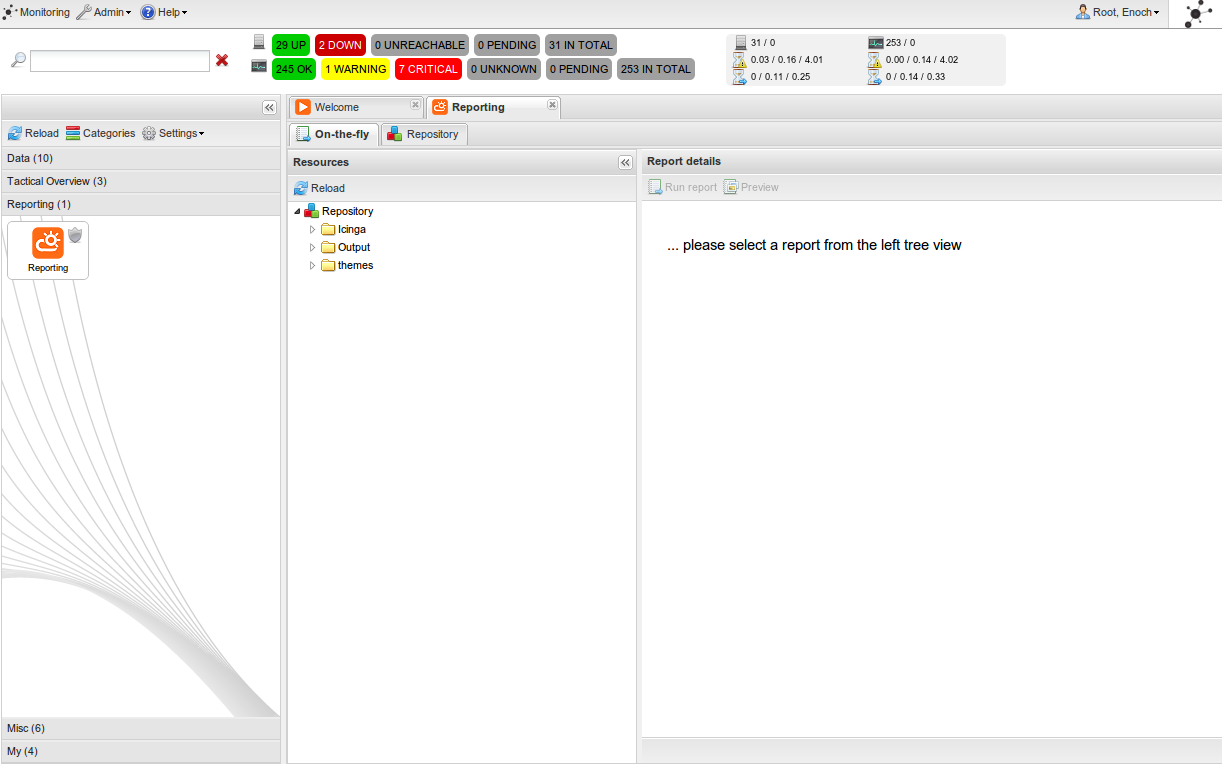 Monitoring Admin Help Root, Enoch
29 UP 2 DOWN 0 UNREACHABLE 0 PENDING 31 IN TOTAL
245 OK 1 WARNING 7 CRITICAL 0 UNKNOWN 0 PENDING 253 IN TOTAL
31 / 0 253 / 0
0.03 / 0.16 / 4.01 0.00 / 0.14 / 4.02
0 / 0.11 / 0.25 0 / 0.14 / 0.33
Reload Categories Settings
Data (10)
Tactical Overview (3)
Reporting (1)
Reporting
Misc (6)
My (4)
Welcome Reporting
On-the-fly Repository
Resources
Reload
Repository
Icinga
Output
themes
Report details
Run report Preview
... please select a report from the left tree view